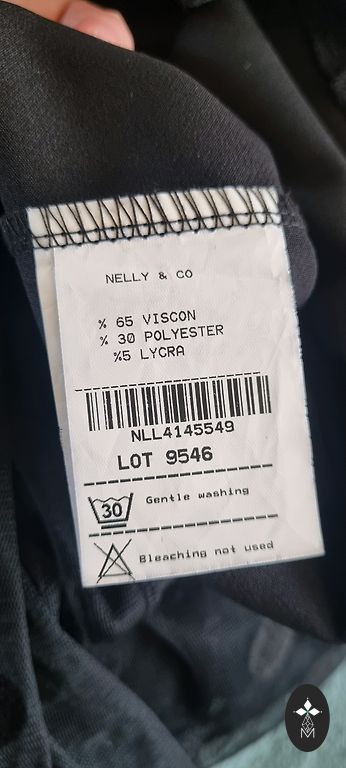 NELLY & CO
% 65 VISCON
% 30 POLYESTER
%5 LYCRA
NLL4145549
LOT 9546
30
Gentle washing
Bleaching not used
M